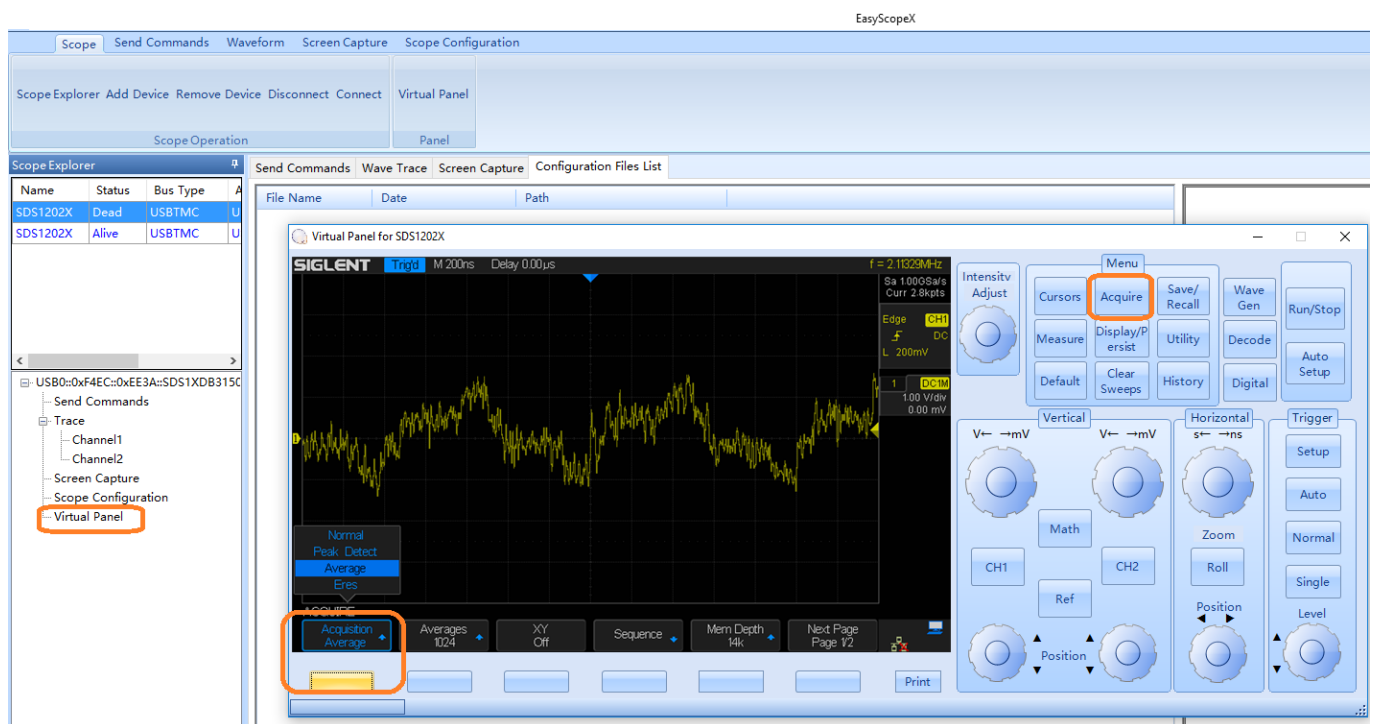 EasyScopeX
Scope Send Commands Waveform Screen Capture Scope Configuration
Scope Explorer Add Device Remove Device Disconnect Connect Virtual Panel
Scope Operation Panel
Scope Explorer
Name Status Bus Type A
SDS1202X Dead USBTMC U
SDS1202X Alive USBTMC U
USB0::0xF4EC::0xEE3A::SDS1XDB315C
Send Commands
Trace
Channel1
Channel2
Screen Capture
Scope Configuration
Virtual Panel
Send Commands Wave Trace Screen Capture Configuration Files List
File Name Date Path
Virtual Panel for SDS1202X
SIGLENT Trig'd M 200ns Dely 0.00µs f = 2.11329MHz
Sa 1.00GSa/s
Curr 2.8kpts
Edge CH1
DC
L 200mV
1 DC1M
1.00 V/div
0.00 mV
Normal
Peak Detect
Average
Eres
ACQUIRE
Acquisition Averages XY Sequence Mem Depth Next Page
Average 1024 Off 14k Page 1/2
Print
Intensity
Adjust
Menu
Cursors Acquire Save/
Recall
Wave
Gen
Run/Stop
Measure Display/P
ersist
Utility Decode
Auto
Setup
Default Clear
Sweeps
History Digital
Vertical
V← →mV V← →mV
Math
CH1 CH2
Ref
Position
Horizontal
s← →ns
Zoom
Roll
Position
Trigger
Setup
Auto
Normal
Single
Level